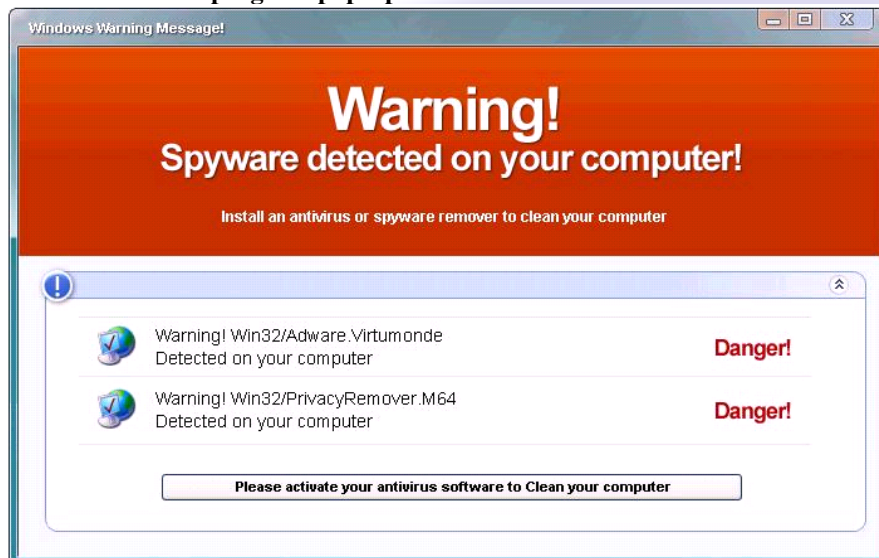 Windows Warning Message!
Warning!
Spyware detected on your computer!
Install an antivirus or spyware remover to clean your computer
Warning! Win32/Adware.Virtumonde
Detected on your computer
Danger!
Warning! Win32/PrivacyRemover.M64
Detected on your computer
Danger!
Please activate your antivirus software to Clean your computer